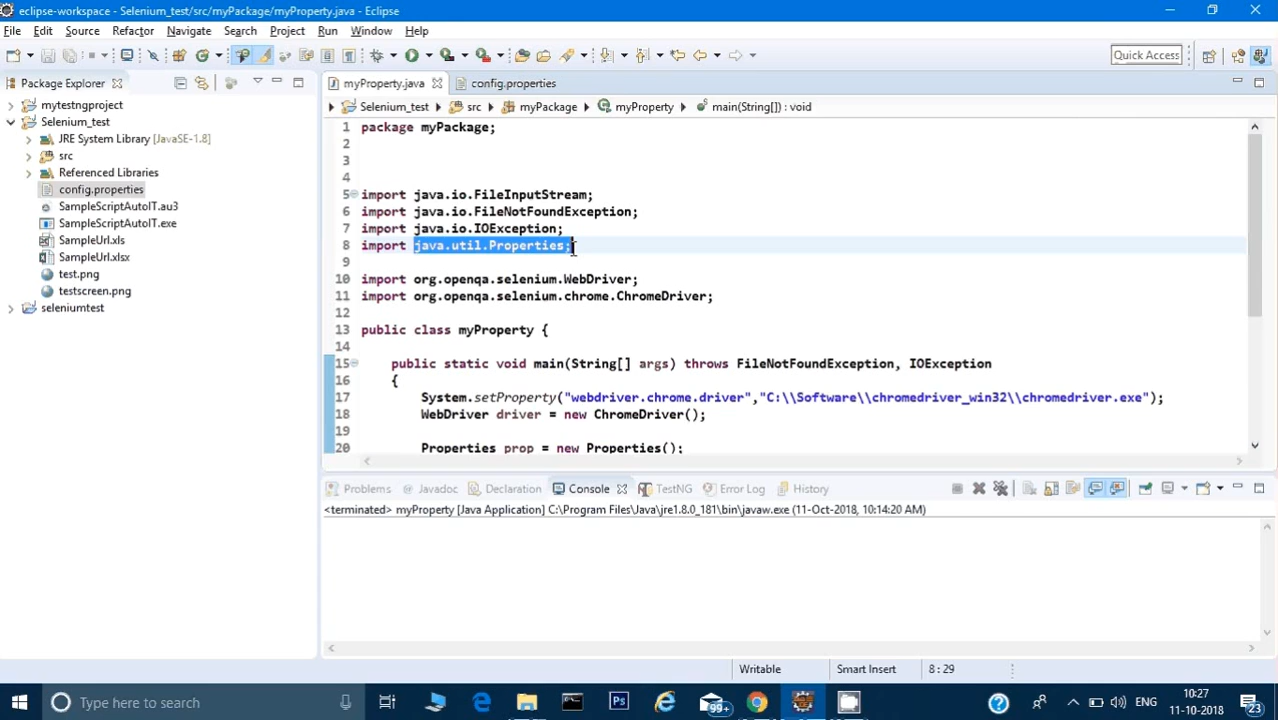 eclipse-workspace - Selenium_test/src/myPackage/myProperty.java - Eclipse
File Edit Source Refactor Navigate Search Project Run Window Help
Quick Access
Package Explorer
mytestngproject
Selenium_test
JRE System Library [JavaSE-1.8]
src
Referenced Libraries
config.properties
SampleScriptAutoIT.au3
SampleScriptAutoIT.exe
SampleUrl.xls
SampleUrl.xlsx
test.png
testscreen.png
seleniumtest
myProperty.java config.properties
Selenium_test src myPackage myProperty main(String[]) : void
1 package myPackage;
2
3
4
5 import java.io.FileInputStream;
6 import java.io.FileNotFoundException;
7 import java.io.IOException;
8 import java.util.Properties;
9
10 import org.openqa.selenium.WebDriver;
11 import org.openqa.selenium.chrome.ChromeDriver;
12
13 public class myProperty {
14
15 public static void main(String[] args) throws FileNotFoundException, IOException
16 {
17 System.setProperty("webdriver.chrome.driver","C:\\Software\\chromedriver_win32\\chromedriver.exe");
18 WebDriver driver = new ChromeDriver();
19
20 Properties prop = new Properties();
Problems @ Javadoc Declaration Console TestNG Error Log History
<terminated> myProperty [Java Application] C:\Program Files\Java\jre1.8.0_181\bin\javaw.exe (11-Oct-2018, 10:14:20 AM)
Writable Smart Insert 8 : 29
Type here to search
Ps
99+
ENG
10:27
11-10-2018
23